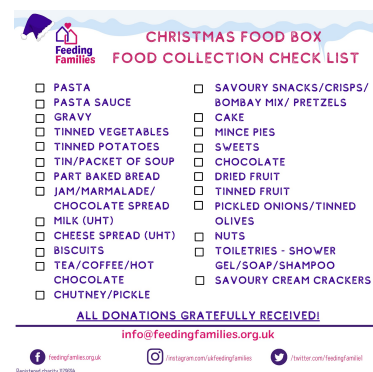 CHRISTMAS FOOD BOX
FOOD COLLECTION CHECK LIST
Feeding
Families
PASTA
PASTA SAUCE
GRAVY
TINNED VEGETABLES
TINNED POTATOES
TIN/PACKET OF SOUP
PART BAKED BREAD
JAM/MARMALADE/
CHOCOLATE SPREAD
MILK (UHT)
CHEESE SPREAD (UHT)
BISCUITS
TEA/COFFEE/HOT
CHOCOLATE
CHUTNEY/PICKLE
SAVOURY SNACKS/CRISPS/
BOMBAY MIX/ PRETZELS
CAKE
MINCE PIES
SWEETS
CHOCOLATE
DRIED FRUIT
TINNED FRUIT
PICKLED ONIONS/TINNED
OLIVES
NUTS
TOILETRIES - SHOWER
GEL/SOAP/SHAMPOO
SAVOURY CREAM CRACKERS
ALL DONATIONS GRATEFULLY RECEIVED!
info@feedingfamilies.org.uk
feedingfamilies.org.uk
/instagram.com/ukfeedingfamilies
/twitter.com/feedingfamilie1
Registered charity